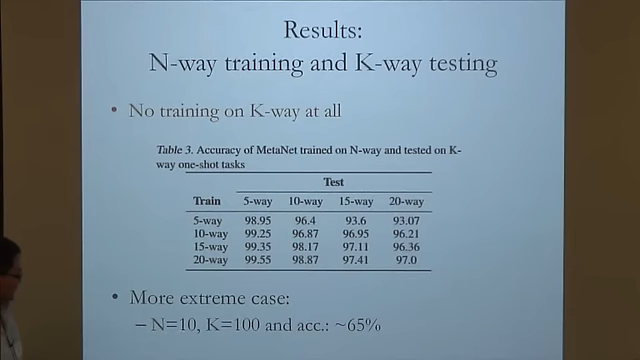 Results:
N-way training and K-way testing
• No training on K-way at all
Table 3. Accuracy of MetaNet trained on N-way and tested on K-
way one-shot tasks
Test
Train 5-way 10-way 15-way 20-way
5-way 98.95 96.4 93.6 93.07
10-way 99.25 96.87 96.95 96.21
15-way 99.35 98.17 97.11 96.36
20-way 99.55 98.87 97.41 97.0
• More extreme case:
– N=10, K=100 and acc.: ~65%